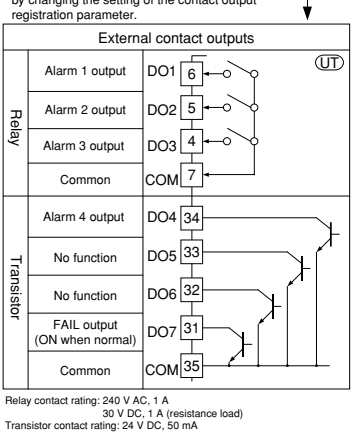 by changing the setting of the contact output
registration parameter.
External contact outputs
UT
Relay
Alarm 1 output DO1 6
Alarm 2 output DO2 5
Alarm 3 output DO3 4
Common COM 7
Transistor
Alarm 4 output DO4 34
No function DO5 33
No function DO6 32
FAIL output
(ON when normal) DO7 31
Common COM 35
Relay contact rating: 240 V AC, 1 A
30 V DC, 1 A (resistance load)
Transistor contact rating: 24 V DC, 50 mA